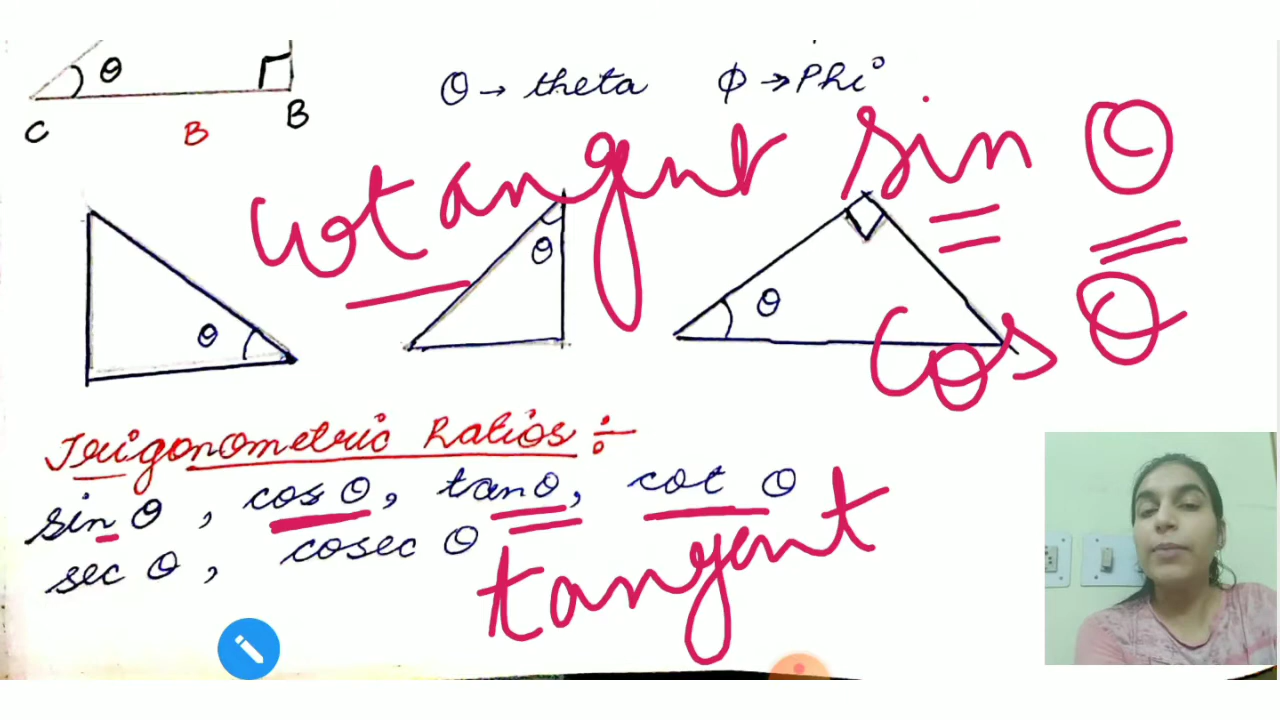 θ
C B B
θ → theta φ → Phi
cotangent sin θ
θ θ θ
cos θ
Trigonometric Ratios ÷
sin θ, cos θ, tan θ, cot θ
sec θ, cosec θ
tangent